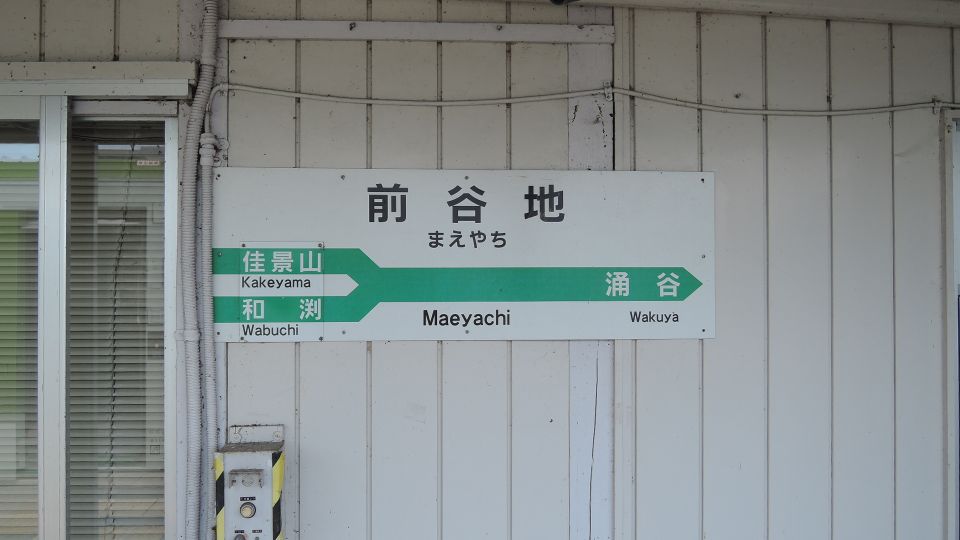 前谷地
まえやち
佳景山
Kakeyama
和渕
Wabuchi
Maeyachi
涌谷
Wakuya